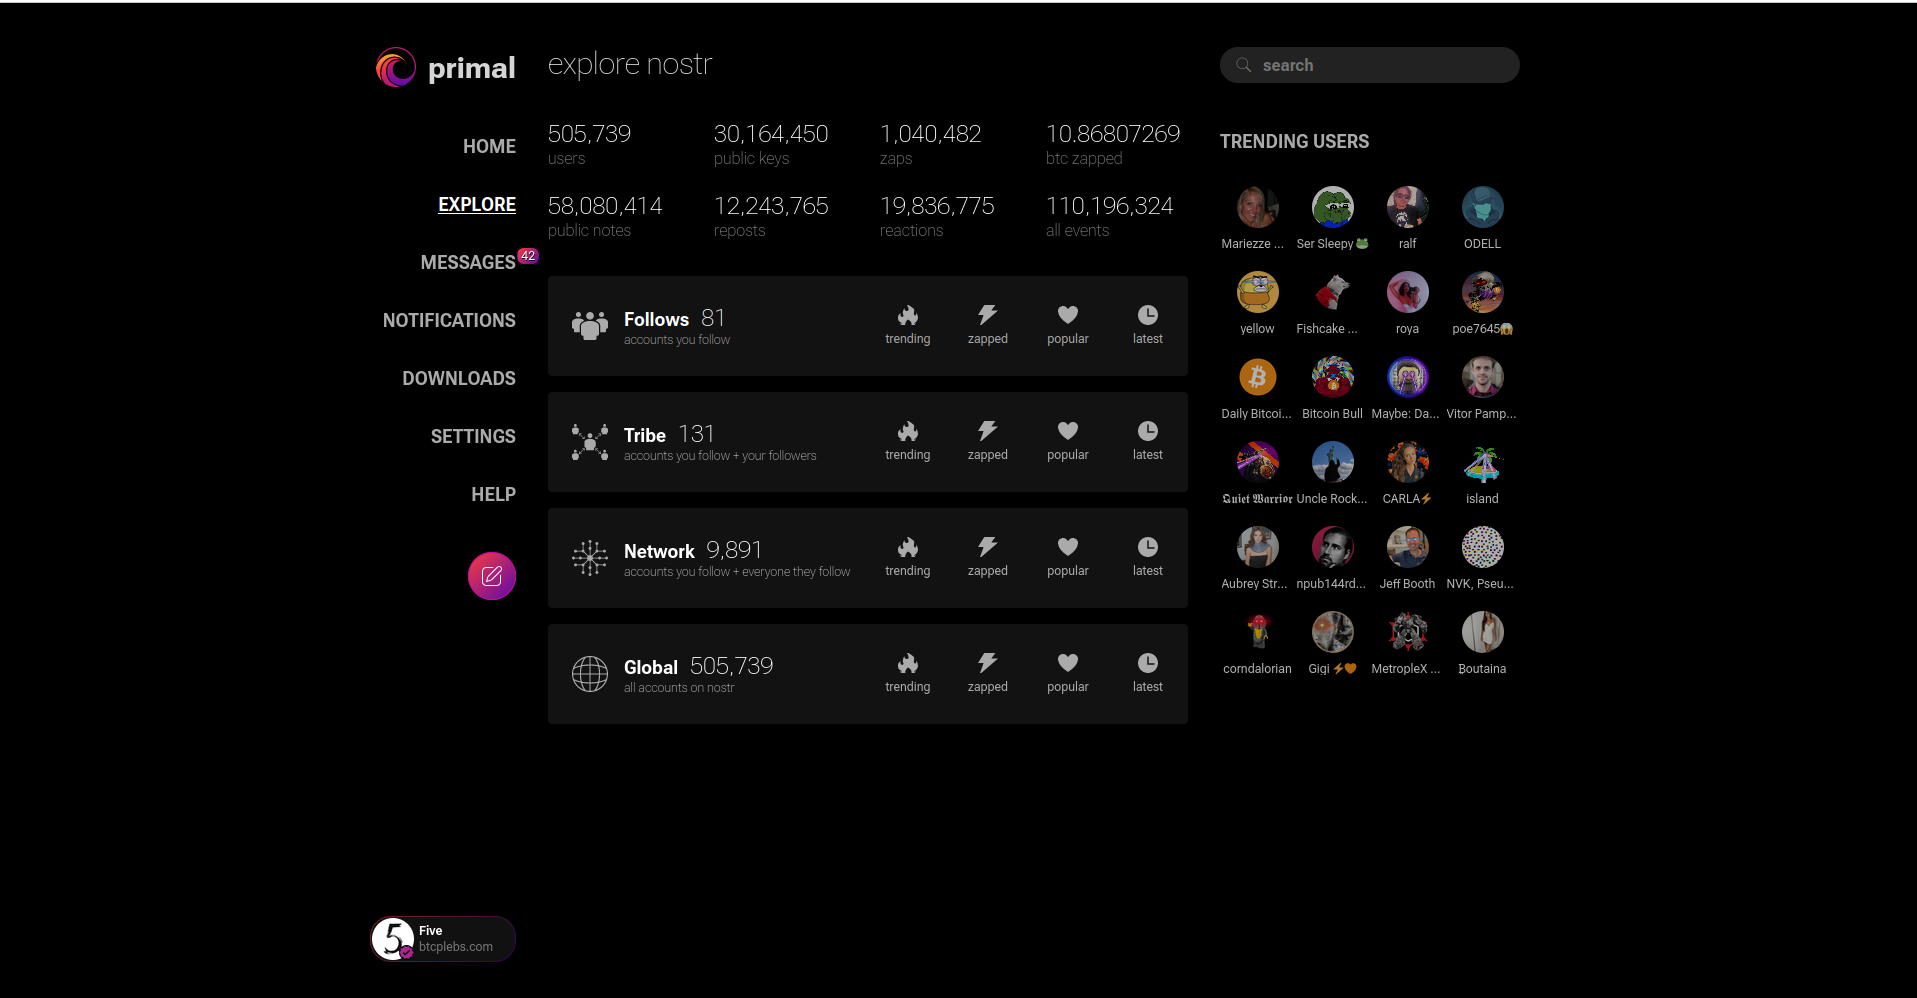 primal
explore nostr
search
HOME
EXPLORE
MESSAGES 42
NOTIFICATIONS
DOWNLOADS
SETTINGS
HELP
505,739
users
30,164,450
public keys
1,040,482
zaps
10.86807269
btc zapped
58,080,414
public notes
12,243,765
reposts
19,836,775
reactions
110,196,324
all events
Follows 81
accounts you follow
trending zapped popular latest
Tribe 131
accounts you follow + your followers
trending zapped popular latest
Network 9,891
accounts you follow + everyone they follow
trending zapped popular latest
Global 505,739
all accounts on nostr
trending zapped popular latest
TRENDING USERS
Mariezze ... Ser Sleepy🐸 ralf ODELL
yellow Fishcake ... roya poe7645😱
Daily Bitcoi... Bitcoin Bull Maybe: Da... Vitor Pamp...
𝕼𝖚𝖎𝖊𝖙 𝖂𝖆𝖗𝖗𝖎𝖔𝖗 Uncle Rock... CARLA⚡ island
Aubrey Str... npub144rd... Jeff Booth NVK, Pseu...
corndalorian Gigi ⚡🧡 MetropleX ... ₿outaina
5
Five
btcplebs.com